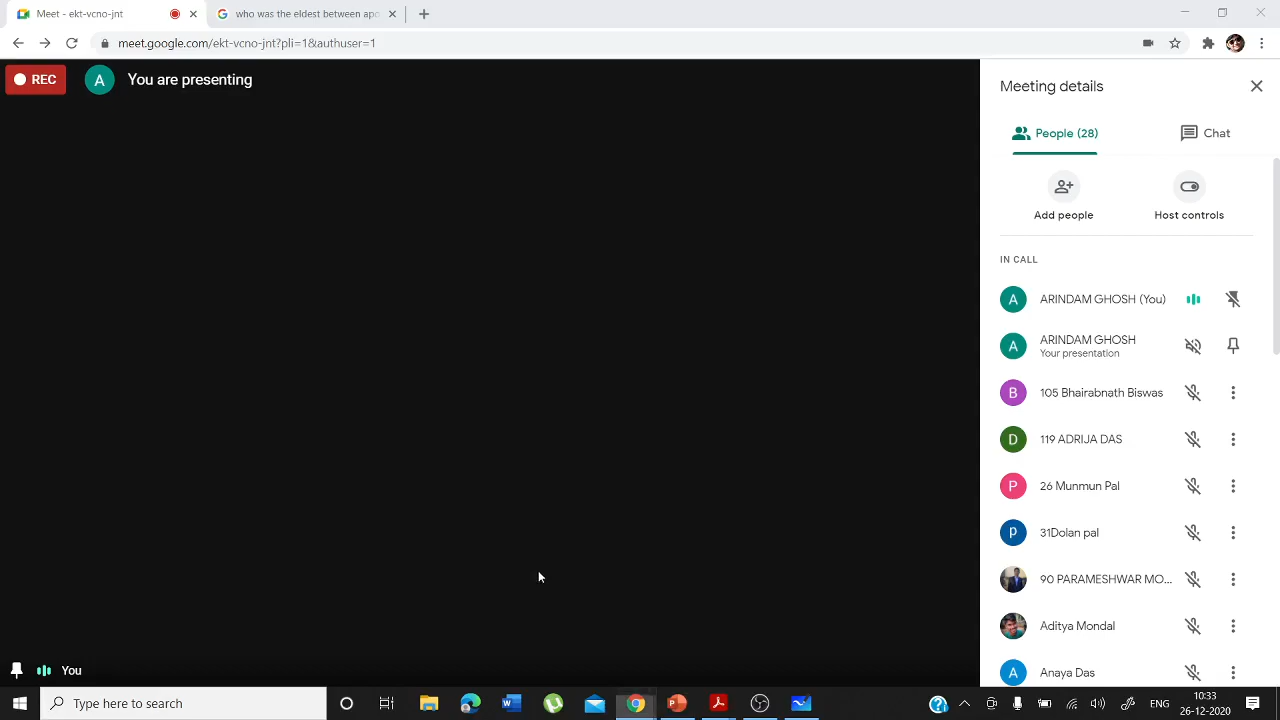 Meet - ekt-vcno-jnt
who was the eldest between apo
meet.google.com/ekt-vcno-jnt?pli=1&authuser=1
REC
A
You are presenting
Meeting details
People (28)
Chat
Add people
Host controls
IN CALL
A
ARINDAM GHOSH (You)
A
ARINDAM GHOSH
Your presentation
B
105 Bhairabnath Biswas
D
119 ADRIJA DAS
P
26 Munmun Pal
p
31Dolan pal
90 PARAMESHWAR MO...
Aditya Mondal
A
Anaya Das
You
Type here to search
ENG
10:33
26-12-2020